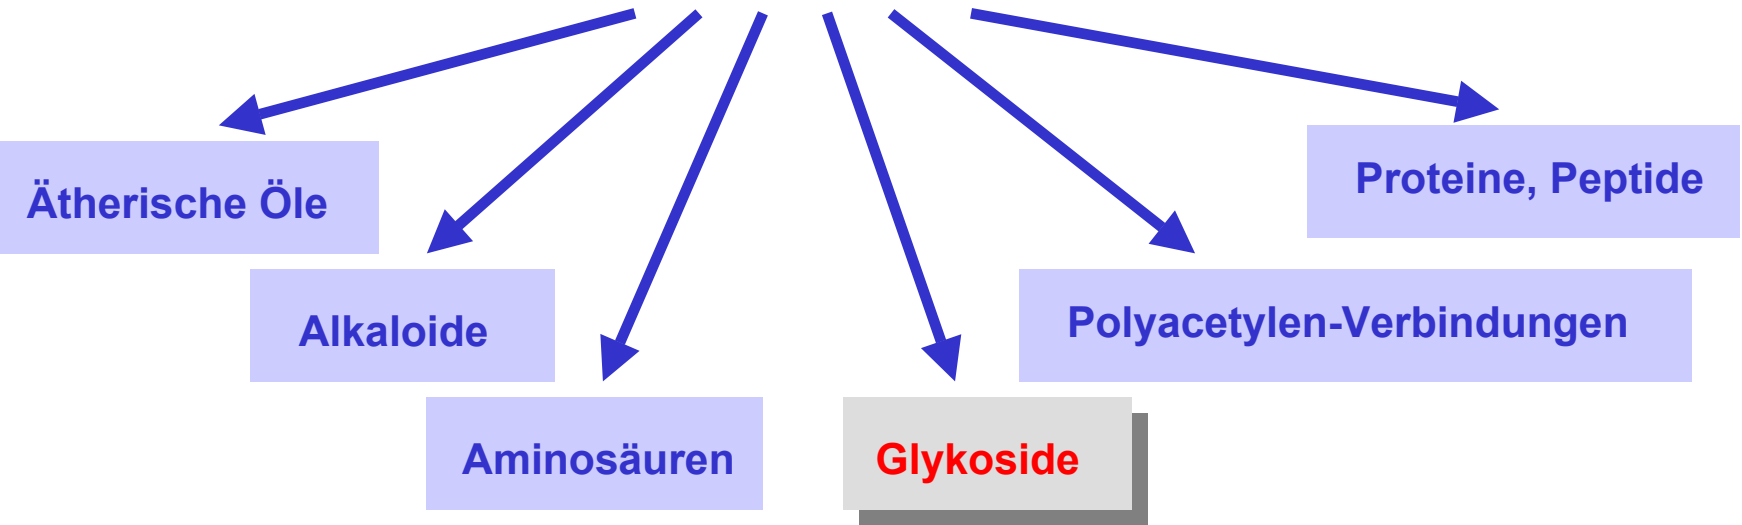 Ätherische Öle
Alkaloide
Aminosäuren
Glykoside
Polyacetylen-Verbindungen
Proteine, Peptide